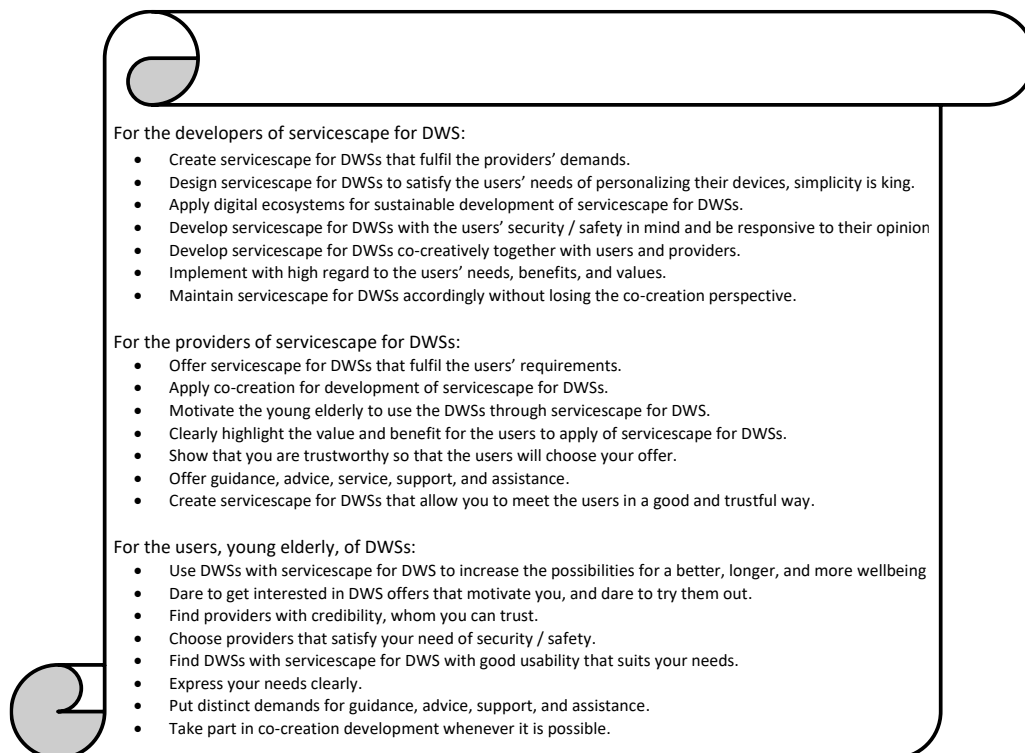 For the developers of servicescape for DWS:
• Create servicescape for DWSs that fulfil the providers’ demands.
• Design servicescape for DWSs to satisfy the users’ needs of personalizing their devices, simplicity is king.
• Apply digital ecosystems for sustainable development of servicescape for DWSs.
• Develop servicescape for DWSs with the users’ security / safety in mind and be responsive to their opinion
• Develop servicescape for DWSs co-creatively together with users and providers.
• Implement with high regard to the users’ needs, benefits, and values.
• Maintain servicescape for DWSs accordingly without losing the co-creation perspective.
For the providers of servicescape for DWSs:
• Offer servicescape for DWSs that fulfil the users’ requirements.
• Apply co-creation for development of servicescape for DWSs.
• Motivate the young elderly to use the DWSs through servicescape for DWS.
• Clearly highlight the value and benefit for the users to apply of servicescape for DWSs.
• Show that you are trustworthy so that the users will choose your offer.
• Offer guidance, advice, service, support, and assistance.
• Create servicescape for DWSs that allow you to meet the users in a good and trustful way.
For the users, young elderly, of DWSs:
• Use DWSs with servicescape for DWS to increase the possibilities for a better, longer, and more wellbeing
• Dare to get interested in DWS offers that motivate you, and dare to try them out.
• Find providers with credibility, whom you can trust.
• Choose providers that satisfy your need of security / safety.
• Find DWSs with servicescape for DWS with good usability that suits your needs.
• Express your needs clearly.
• Put distinct demands for guidance, advice, support, and assistance.
• Take part in co-creation development whenever it is possible.